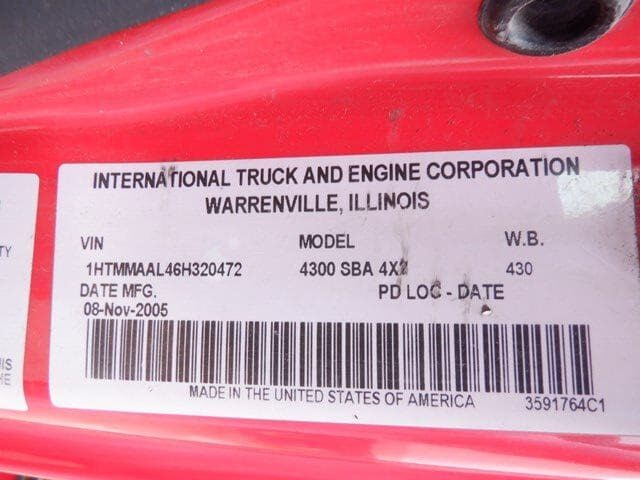 INTERNATIONAL TRUCK AND ENGINE CORPORATION
WARRENVILLE, ILLINOIS
VIN MODEL W.B.
1HTMMAAL46H320472 4300 SBA 4X2 430
DATE MFG. PD LOC - DATE
08-Nov-2005
MADE IN THE UNITED STATES OF AMERICA 3591764C1